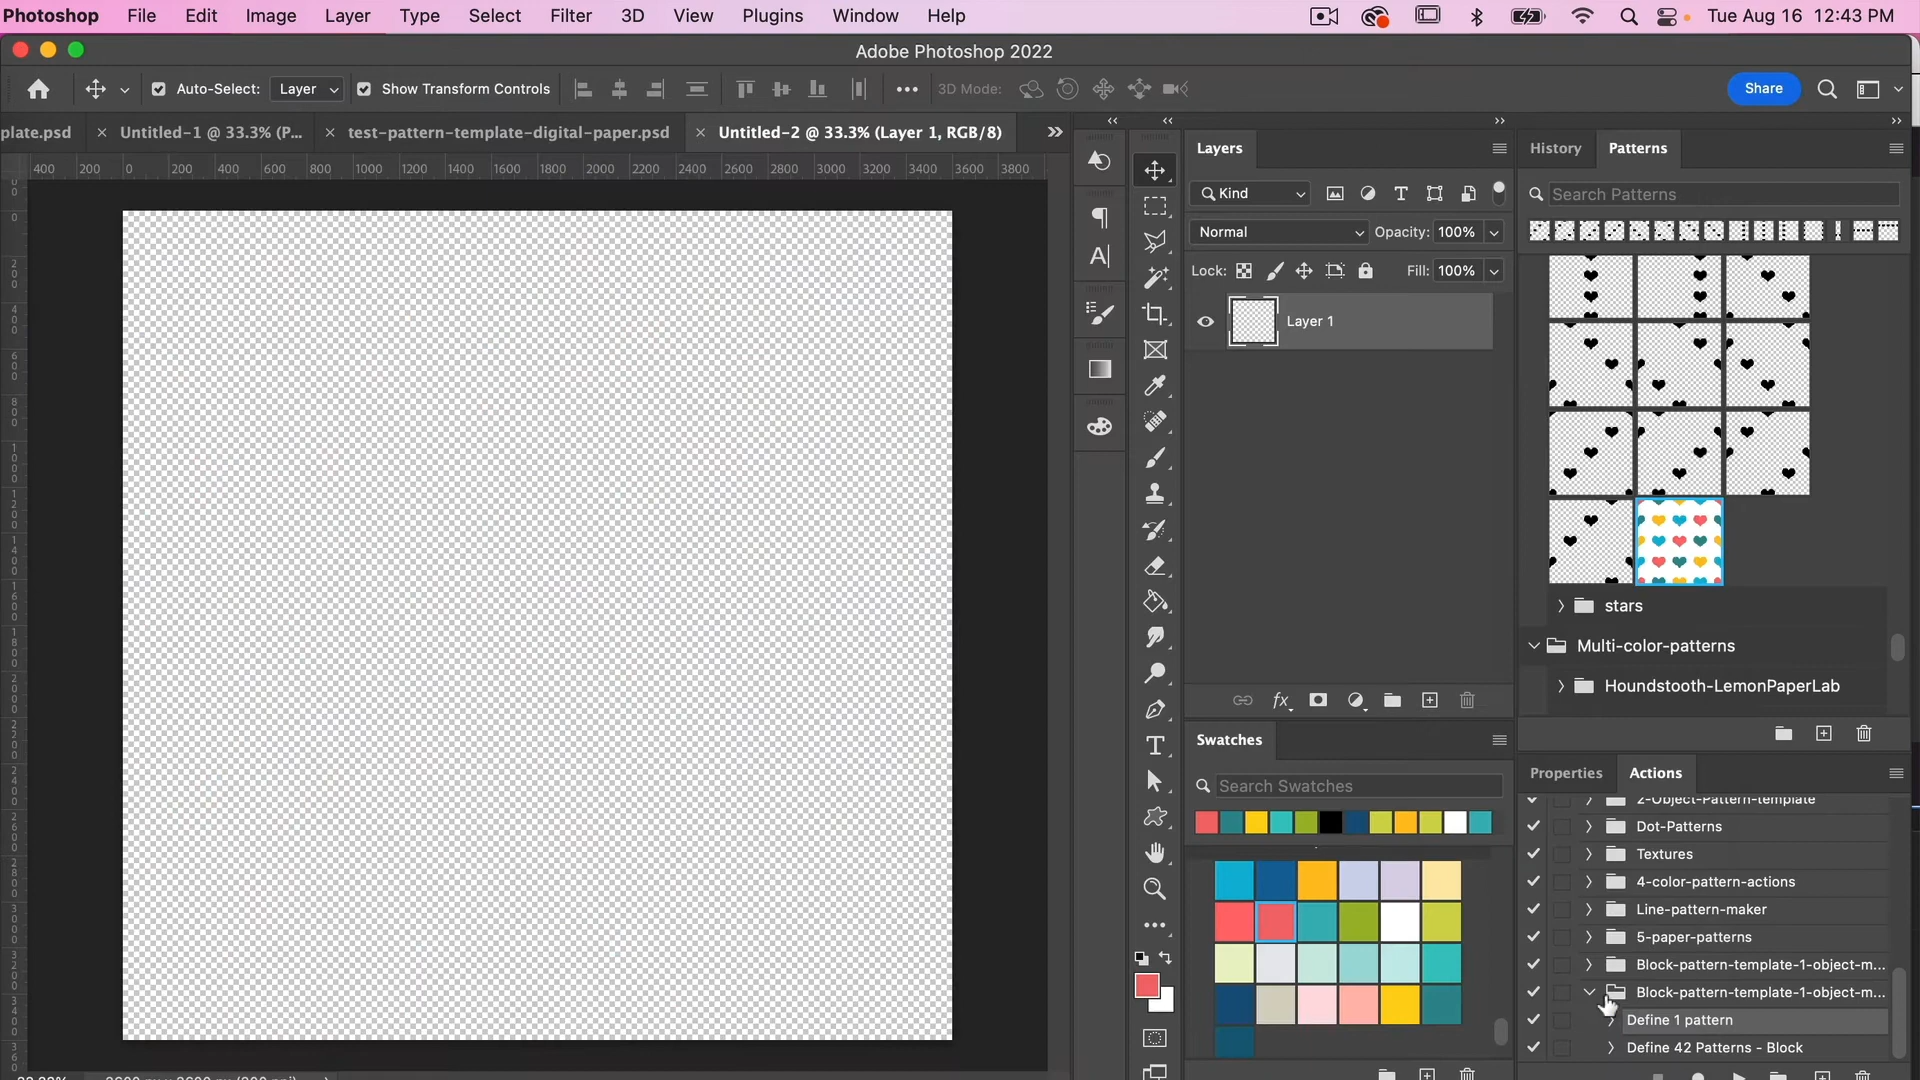 Photoshop File Edit Image Layer Type Select Filter 3D View Plugins Window Help Tue Aug 16 12:43 PM
Adobe Photoshop 2022
Auto-Select: Layer Show Transform Controls 3D Mode: Share
plate.psd Untitled-1 @ 33.3% (P... test-pattern-template-digital-paper.psd Untitled-2 @ 33.3% (Layer 1, RGB/8)
400 200 0 200 400 600 800 1000 1200 1400 1600 1800 2000 2200 2400 2600 2800 3000 3200 3400 3600 3800
Layers
Kind
Normal Opacity: 100%
Lock: Fill: 100%
Layer 1
fx
Swatches
Search Swatches
History Patterns
Search Patterns
stars
Multi-color-patterns
Houndstooth-LemonPaperLab
Properties Actions
2-Object-Pattern-template
Dot-Patterns
Textures
4-color-pattern-actions
Line-pattern-maker
5-paper-patterns
Block-pattern-template-1-object-m...
Block-pattern-template-1-object-m...
Define 1 pattern
Define 42 Patterns - Block